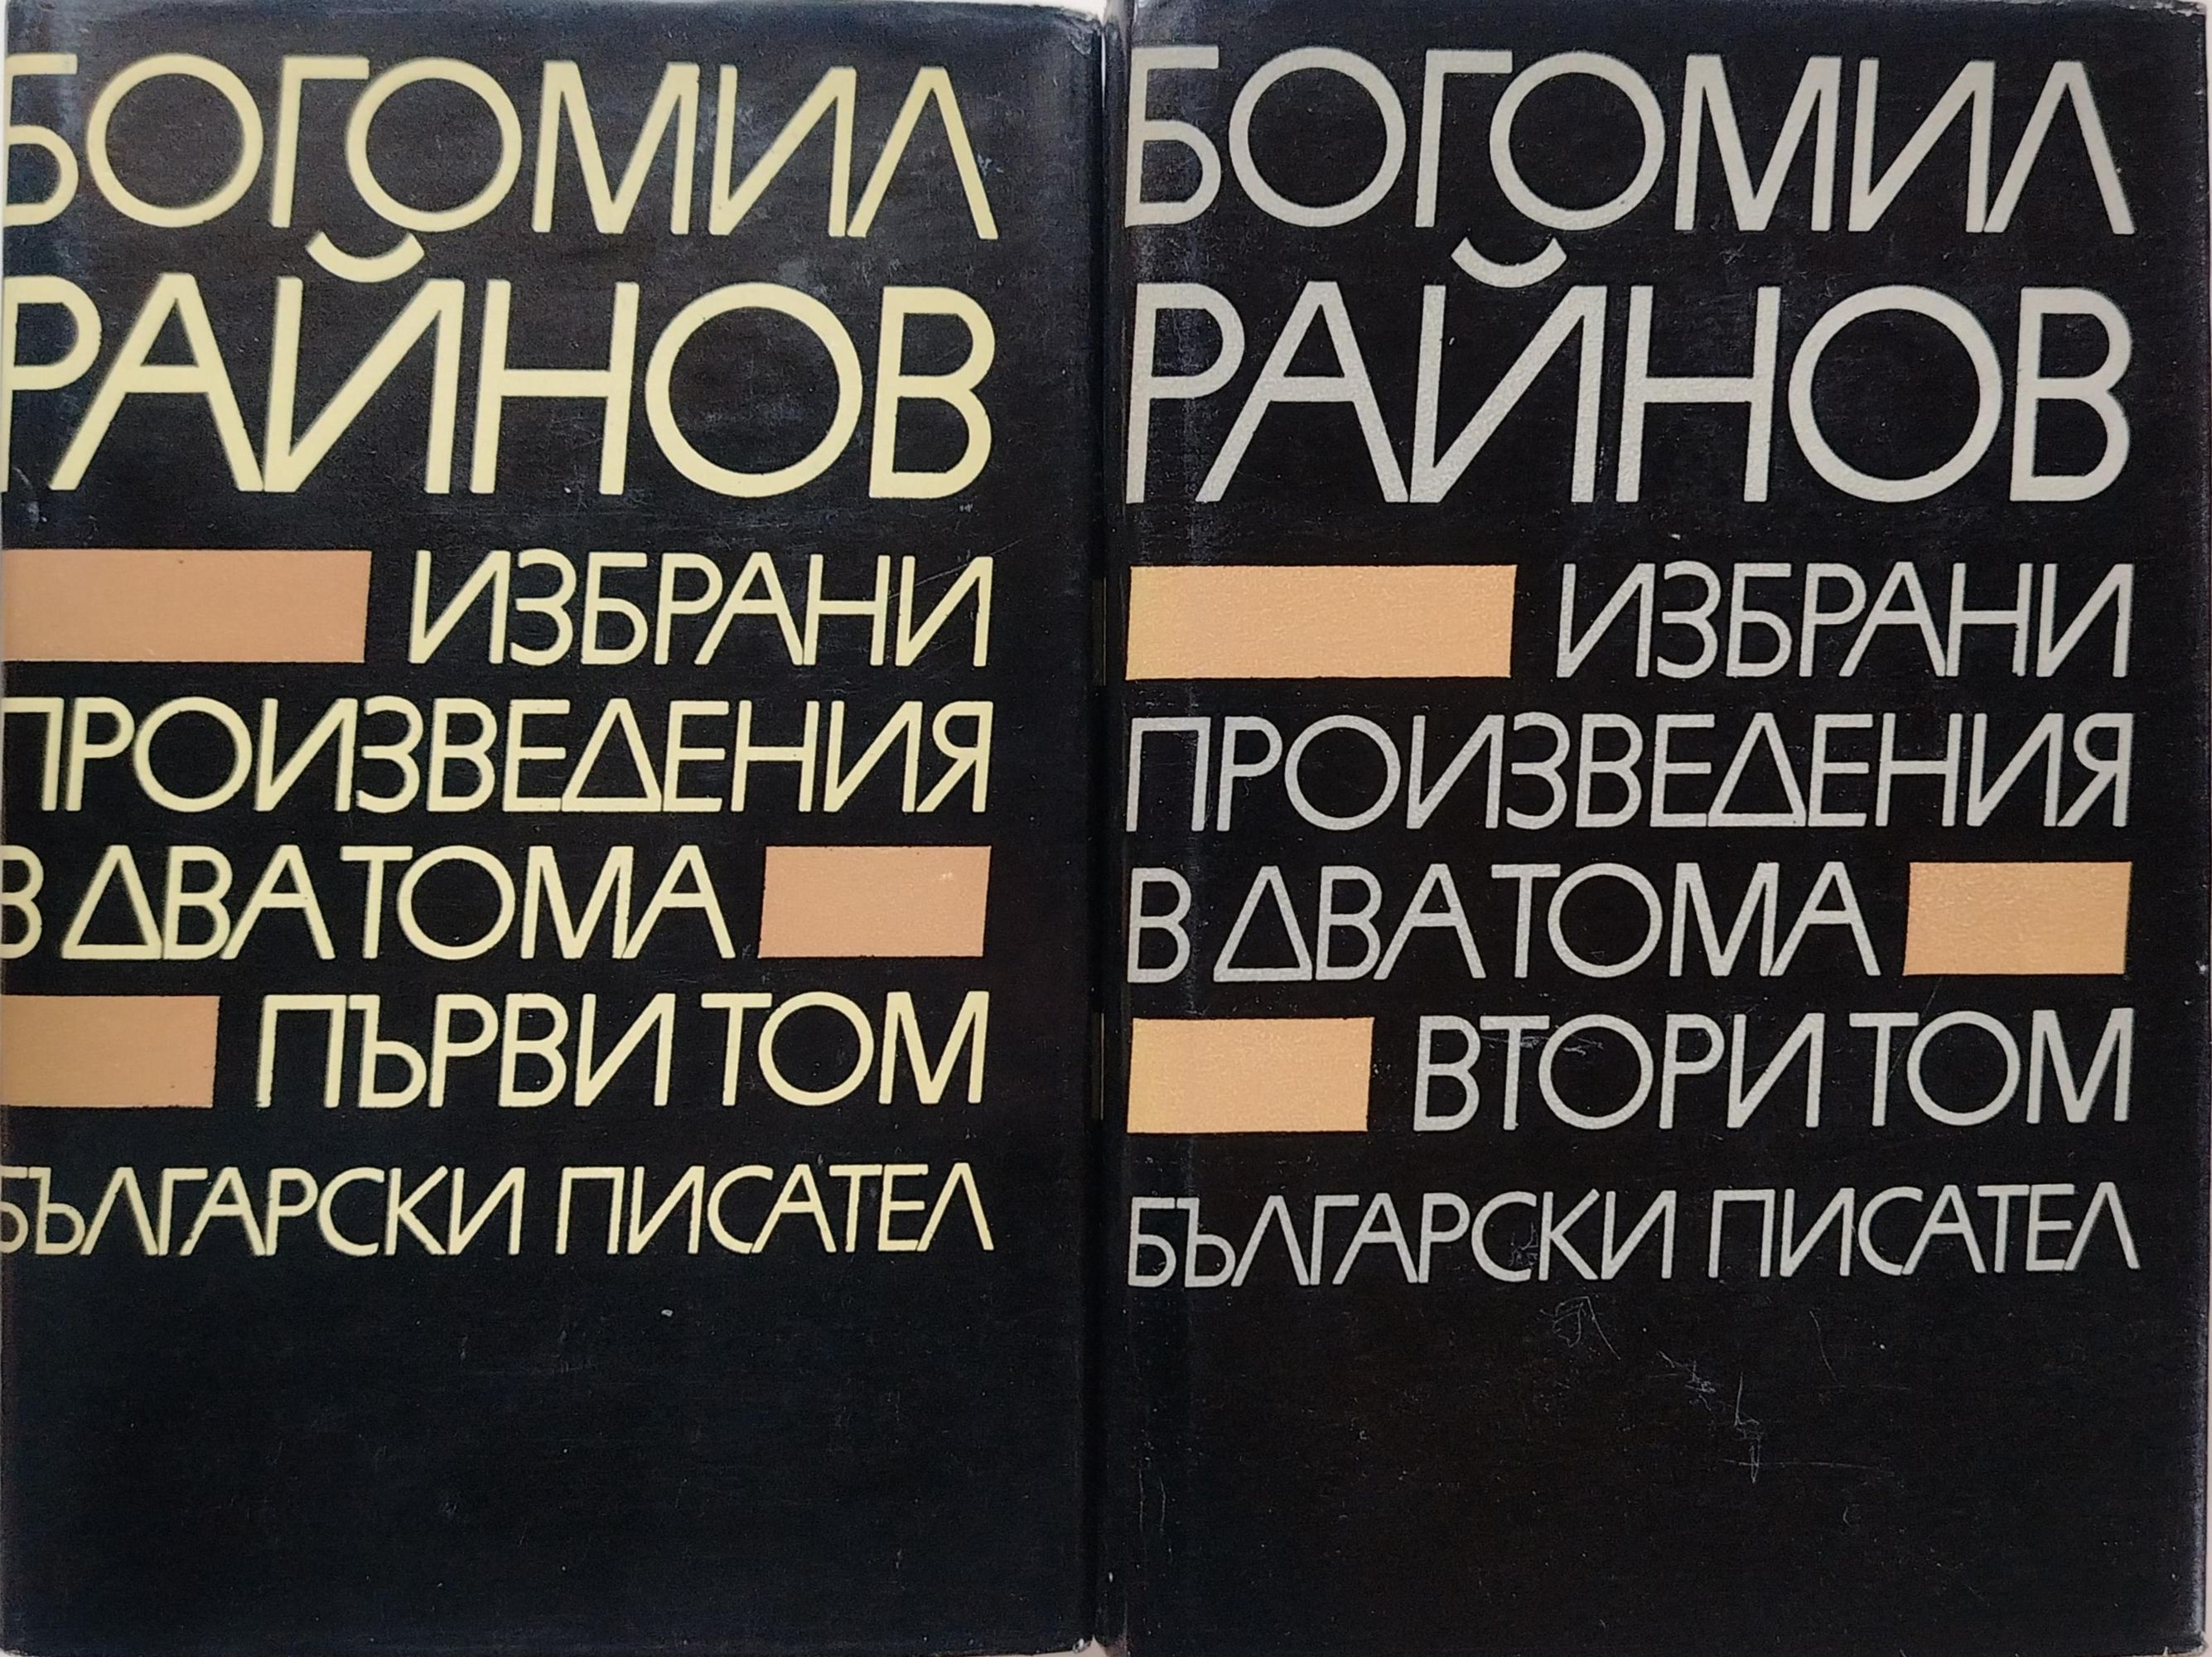 БОГОМИЛ
РАЙНОВ
ИЗБРАНИ
ПРОИЗВЕДЕНИЯ
В ДВА ТОМА
ПЪРВИ ТОМ
БЪЛГАРСКИ ПИСАТЕЛ
БОГОМИЛ
РАЙНОВ
ИЗБРАНИ
ПРОИЗВЕДЕНИЯ
В ДВА ТОМА
ВТОРИ ТОМ
БЪЛГАРСКИ ПИСАТЕЛ